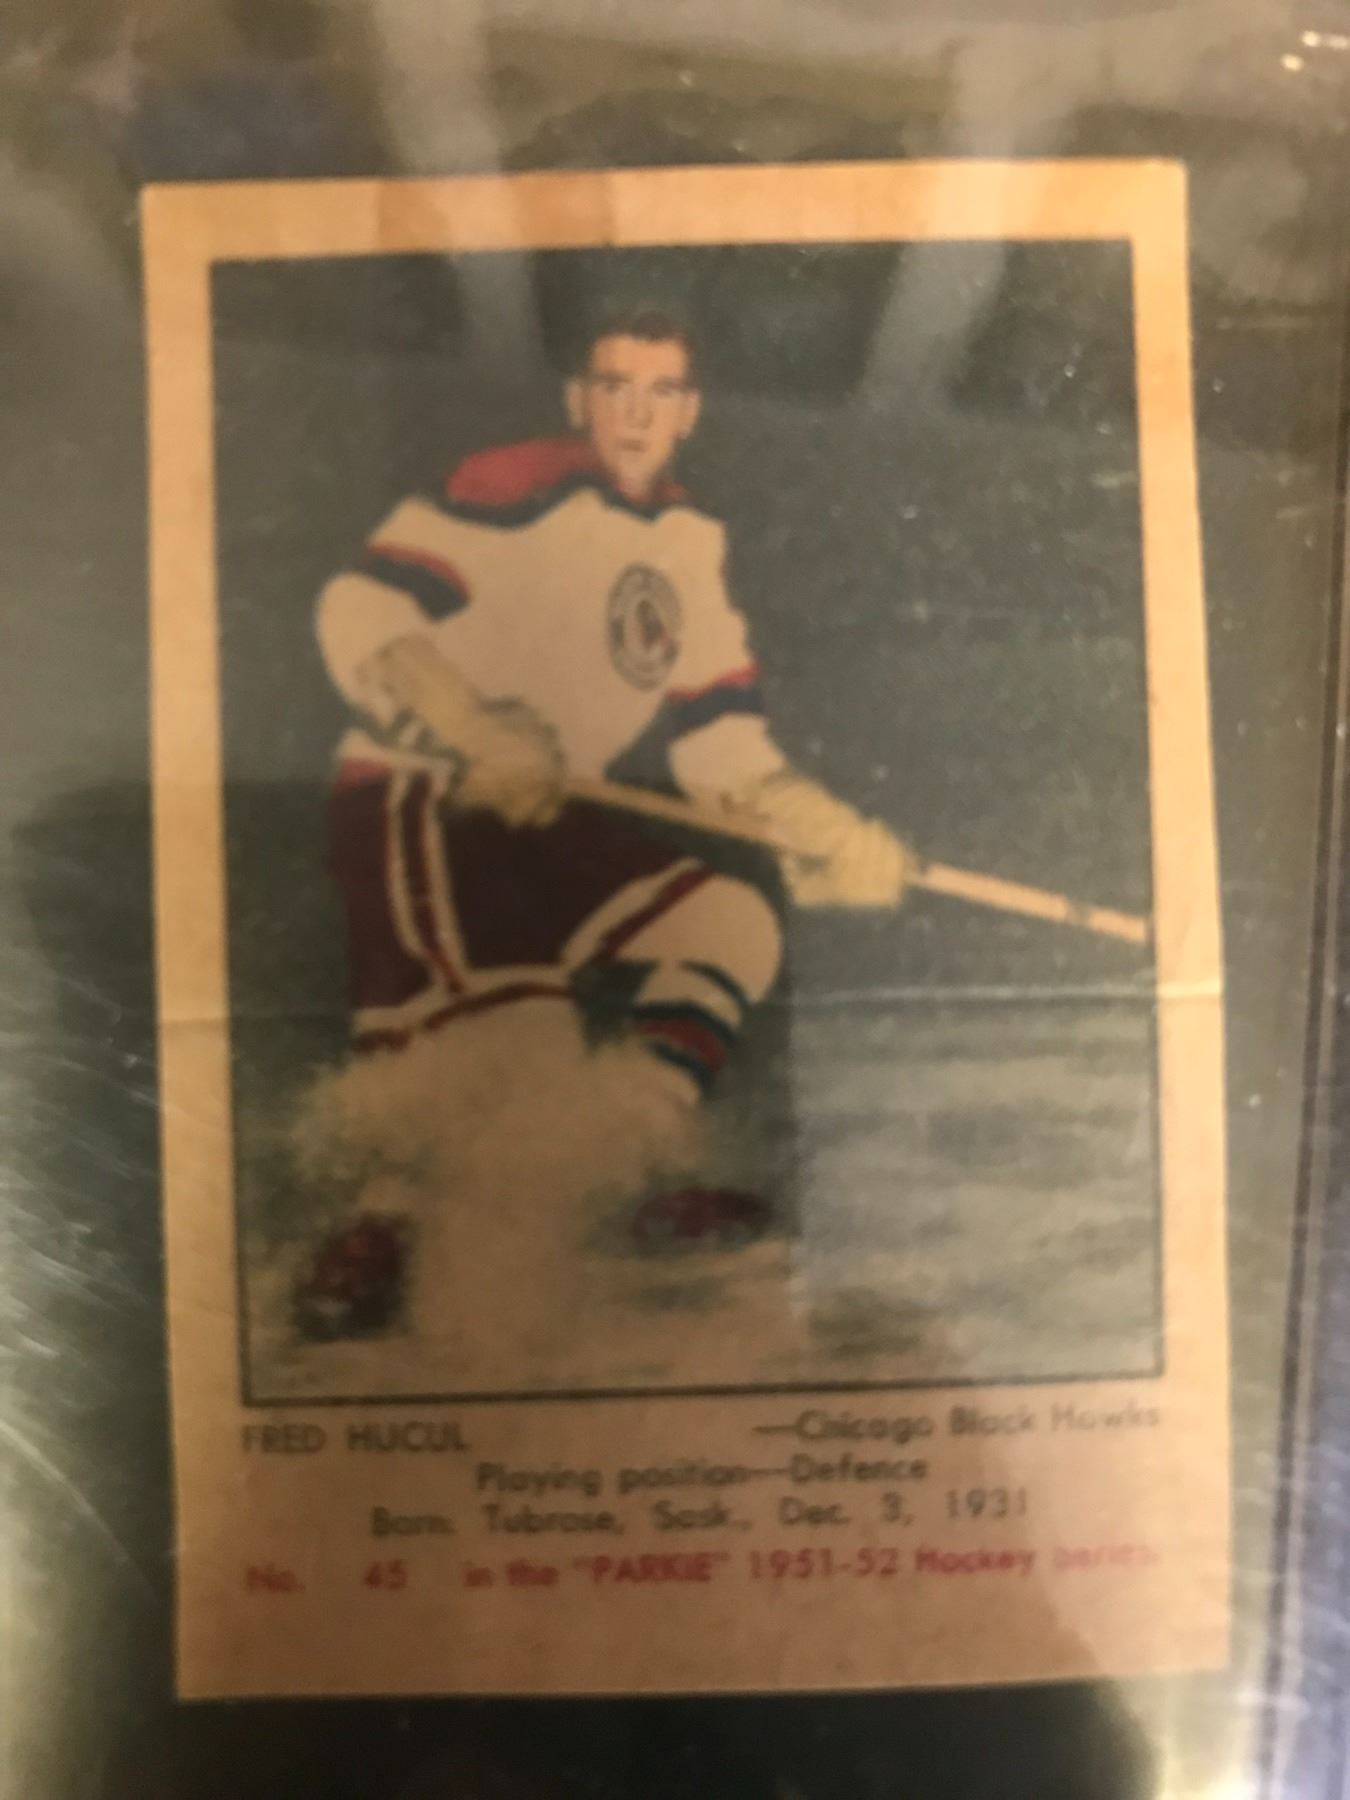 FRED HUCUL —Chicago Black Hawks
Playing position—Defence
Born: Tubrose, Sask., Dec. 3, 1931
No. 45 in the "PARKIE" 1951-52 Hockey series.